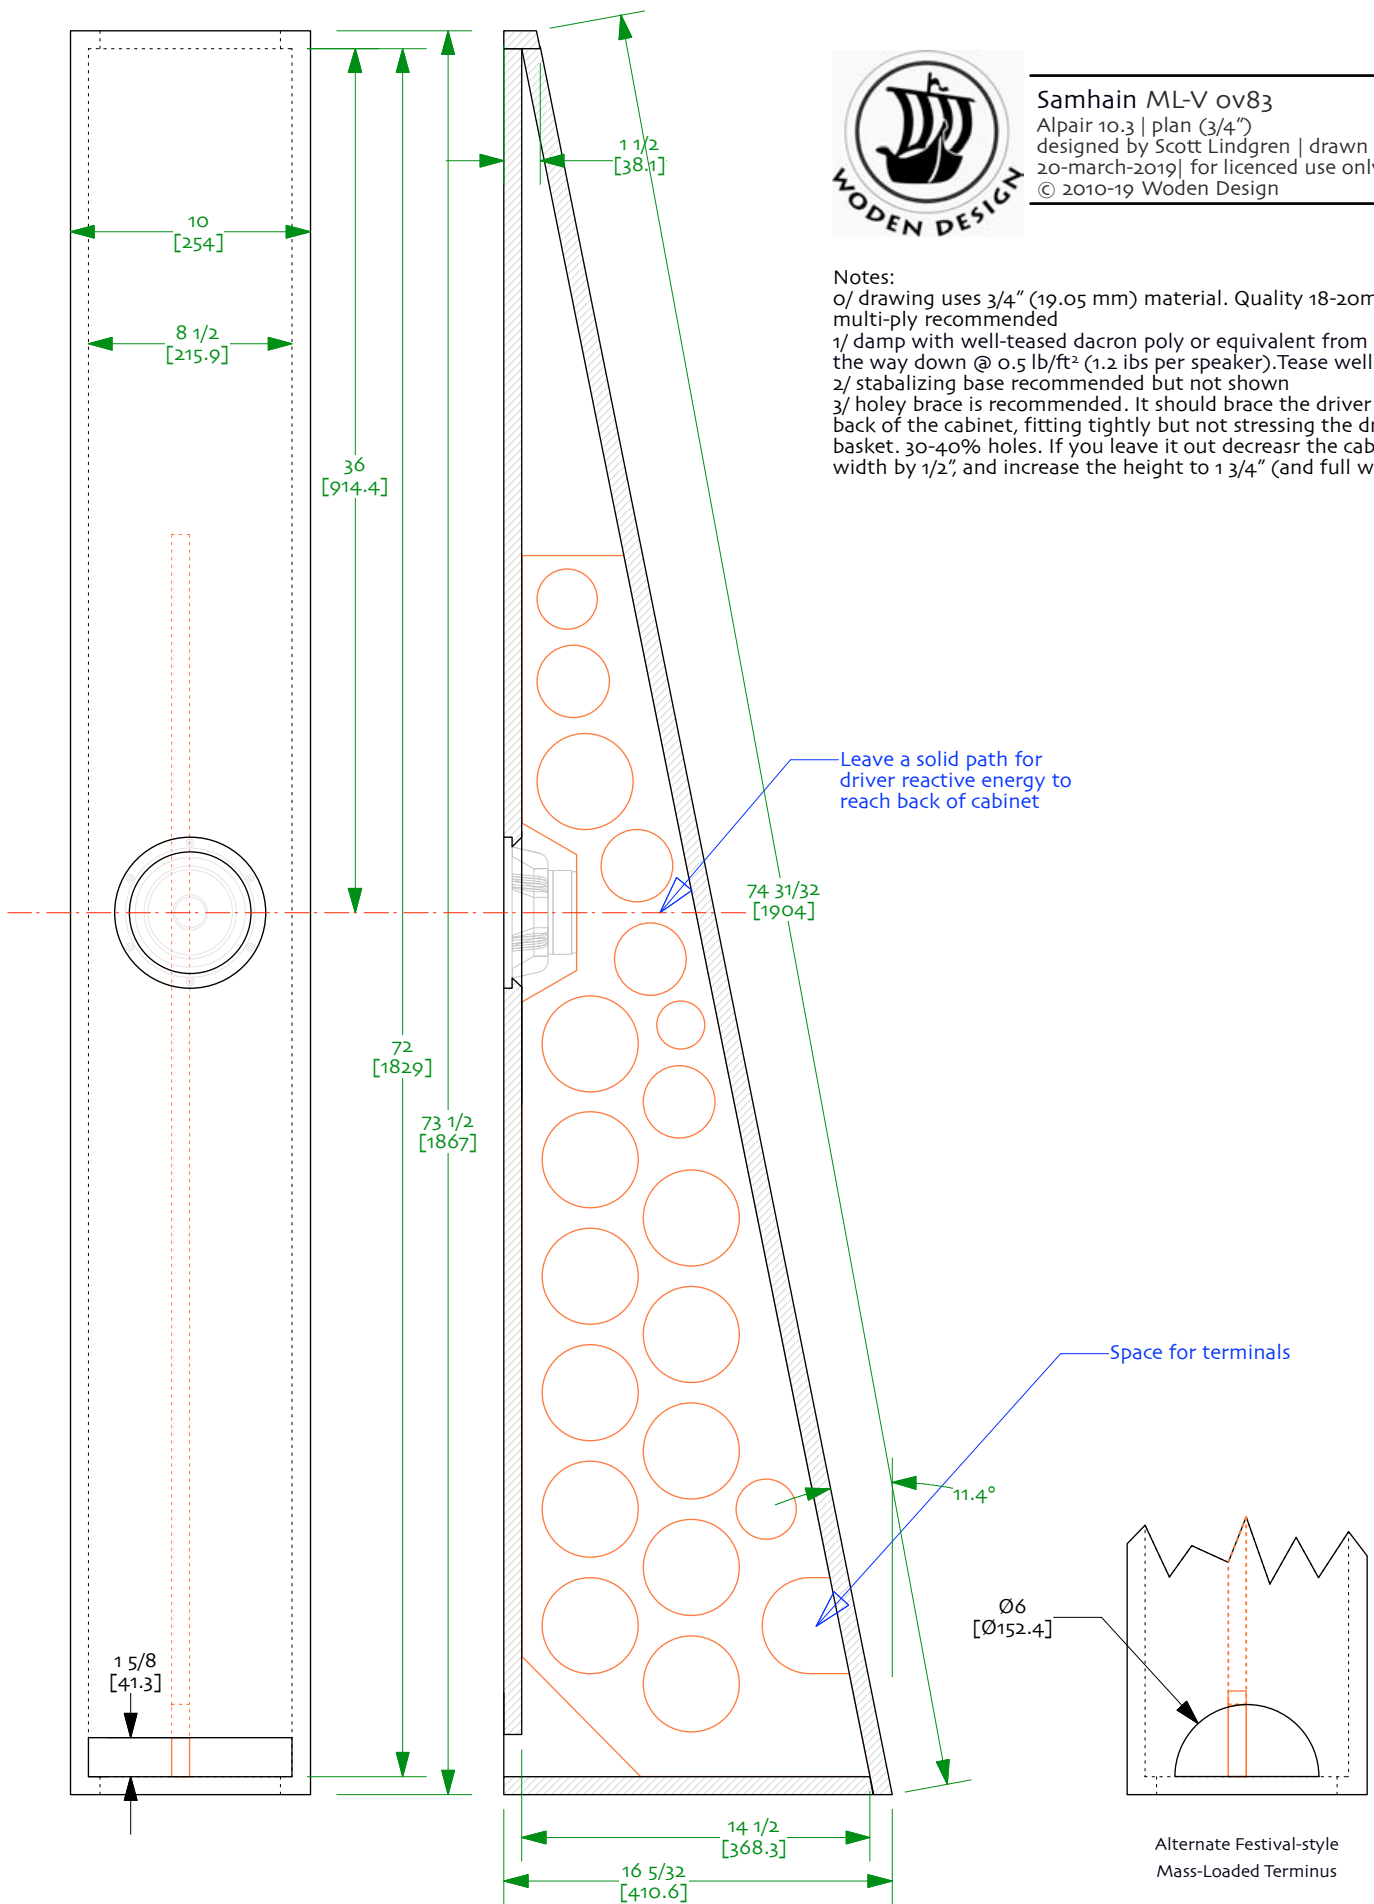 WODEN DESIGN
Samhain ML-V 0v83
Alpair 10.3 | plan (3/4")
designed by Scott Lindgren | drawn
20-march-2019| for licenced use only
© 2010-19 Woden Design
Notes:
0/ drawing uses 3/4" (19.05 mm) material. Quality 18-20m
multi-ply recommended
1/ damp with well-teased dacron poly or equivalent from
the way down @ 0.5 lb/ft² (1.2 ibs per speaker).Tease well
2/ stabalizing base recommended but not shown
3/ holey brace is recommended. It should brace the driver
back of the cabinet, fitting tightly but not stressing the dr
basket. 30-40% holes. If you leave it out decreasr the cab
width by 1/2", and increase the height to 1 3/4" (and full w
1 1/2
[38.1]
10
[254]
8 1/2
[215.9]
36
[914.4]
72
[1829]
73 1/2
[1867]
Leave a solid path for
driver reactive energy to
reach back of cabinet
74 31/32
[1904]
Space for terminals
11.4°
Ø6
[Ø152.4]
1 5/8
[41.3]
14 1/2
[368.3]
16 5/32
[410.6]
Alternate Festival-style
Mass-Loaded Terminus